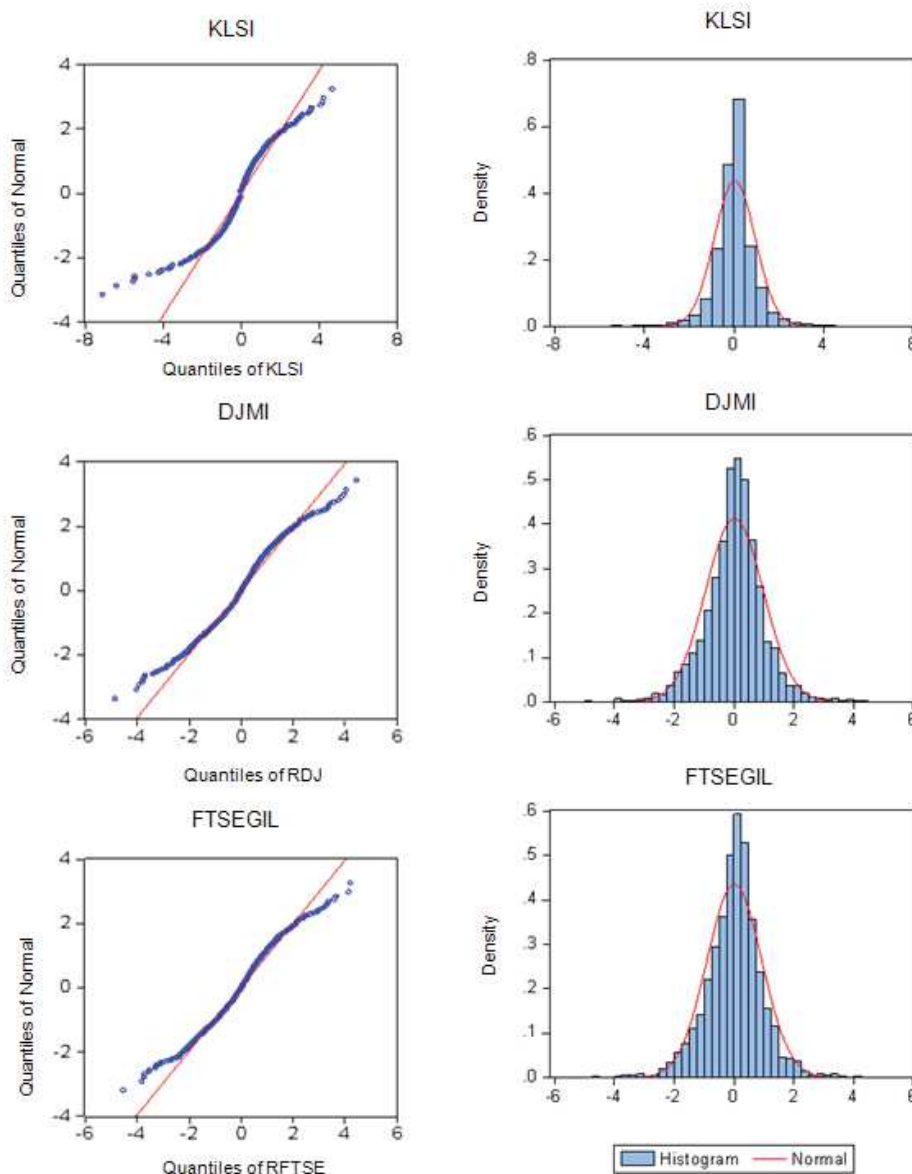 KLSI
Quantiles of Normal
4
2
0
-2
-4
-8 -4 0 4 8
Quantiles of KLSI
KLSI
Density
.8
.6
.4
.2
.0
-8 -4 0 4 8
DJMI
Quantiles of Normal
4
2
0
-2
-4
-6 -4 -2 0 2 4 6
Quantiles of RDJ
DJMI
Density
.6
.5
.4
.3
.2
.1
.0
-6 -4 -2 0 2 4 6
FTSEGIL
Quantiles of Normal
4
2
0
-2
-4
-6 -4 -2 0 2 4 6
Quantiles of RFTSE
FTSEGIL
Density
.6
.5
.4
.3
.2
.1
.0
-6 -4 -2 0 2 4 6
Histogram Normal